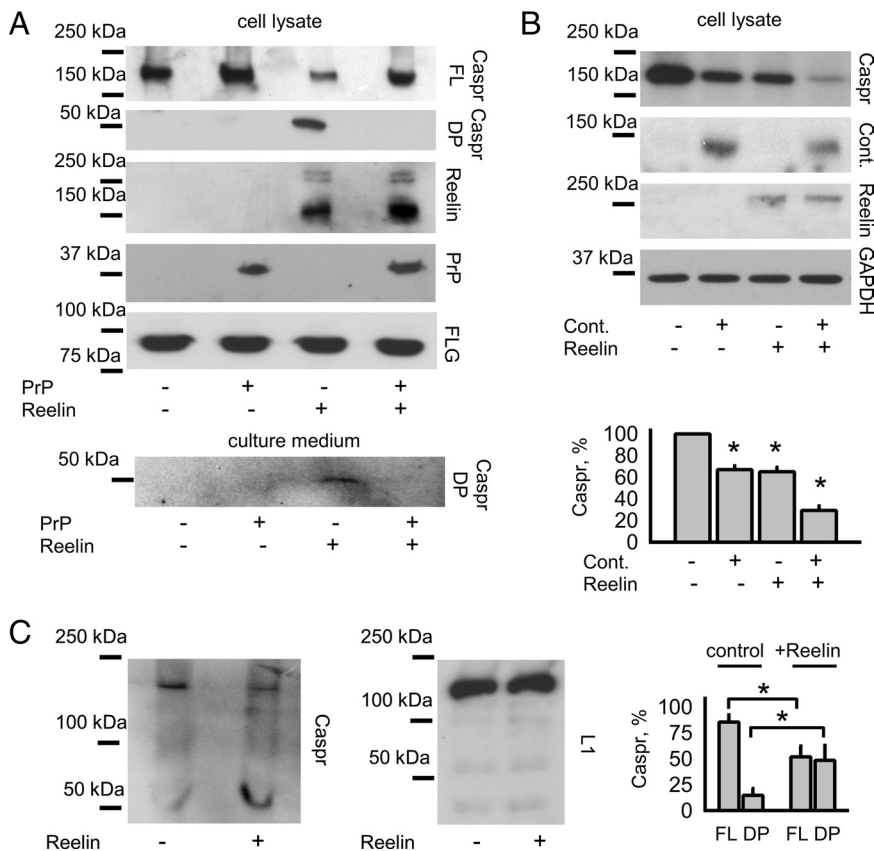 A
cell lysate
250 kDa
150 kDa
Caspr
FL
50 kDa
Caspr
DP
250 kDa
150 kDa
Reelin
37 kDa
PrP
100 kDa
75 kDa
FLG
PrP - + - +
Reelin - - + +
culture medium
50 kDa
Caspr
DP
PrP - + - +
Reelin - - + +
B
cell lysate
250 kDa
150 kDa
Caspr
150 kDa
Cont.
250 kDa
Reelin
37 kDa
GAPDH
Cont. - + - +
Reelin - - + +
Caspr, %
100
80
60
40
20
0
* * *
Cont. - + - +
Reelin - - + +
C
250 kDa
100 kDa
50 kDa
Caspr
Reelin - +
250 kDa
100 kDa
50 kDa
L1
Reelin - +
control +Reelin
Caspr, %
100
75
50
25
0
*
*
FL DP FL DP